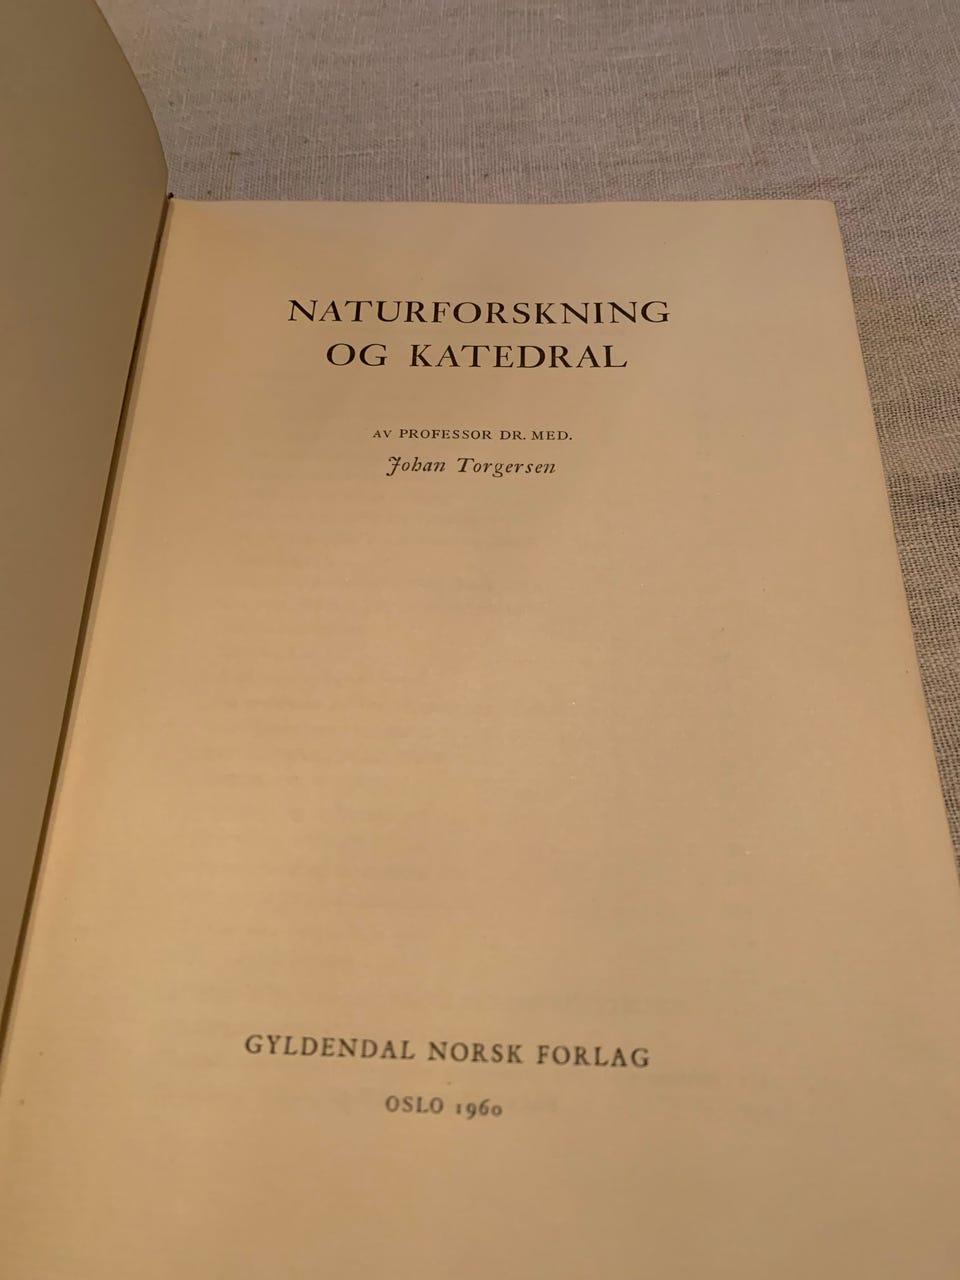 NATURFORSKNING
OG KATEDRAL
AV PROFESSOR DR. MED.
Johan Torgersen
GYLDENDAL NORSK FORLAG
OSLO 1960